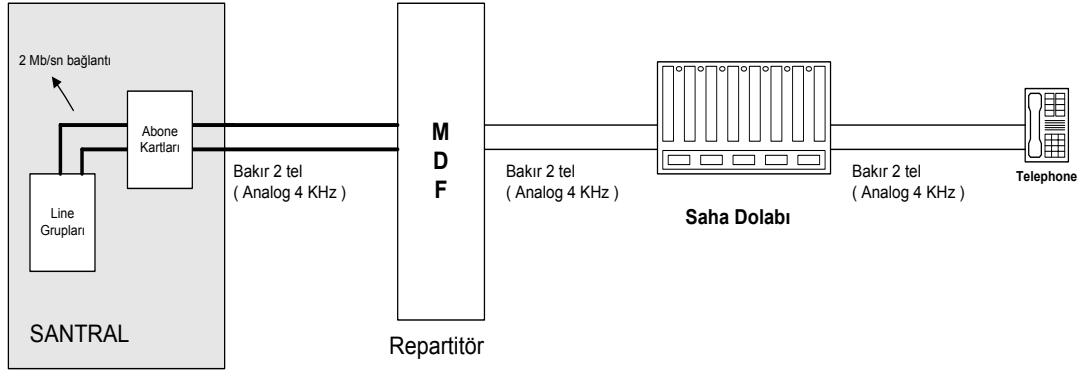 2 Mb/sn bağlantı
Abone
Kartları
Line
Grupları
SANTRAL
Bakır 2 tel
( Analog 4 KHz )
M
D
F
Repartitör
Bakır 2 tel
( Analog 4 KHz )
Saha Dolabı
Bakır 2 tel
( Analog 4 KHz )
Telephone